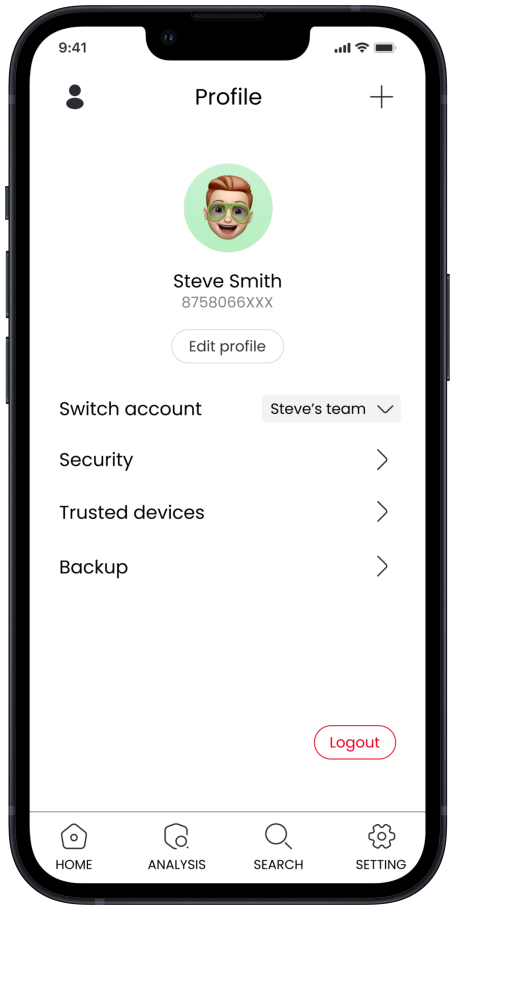 9:41
Profile
Steve Smith
8758066XXX
Edit profile
Switch account
Steve's team
Security
Trusted devices
Backup
Logout
HOME ANALYSIS SEARCH SETTING